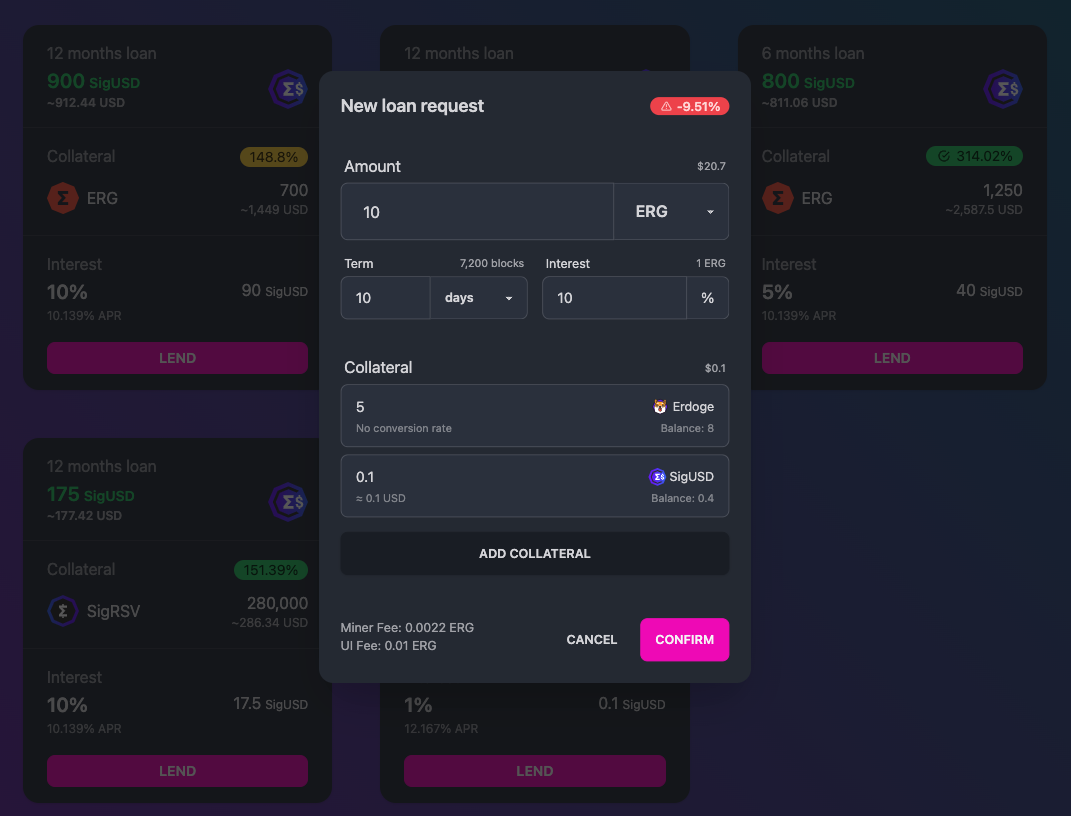 12 months loan
900 SigUSD
~912.44 USD
Collateral
148.8%
ERG
700
~1,449 USD
Interest
10%
90 SigUSD
10.139% APR
LEND
12 months loan
6 months loan
800 SigUSD
~811.06 USD
Collateral
314.02%
ERG
1,250
~2,587.5 USD
Interest
5%
40 SigUSD
10.139% APR
LEND
New loan request
-9.51%
Amount
$20.7
10
ERG
Term
7,200 blocks
Interest
1 ERG
10
days
10
%
Collateral
$0.1
5
Erdoge
No conversion rate
Balance: 8
0.1
SigUSD
≈ 0.1 USD
Balance: 0.4
ADD COLLATERAL
Miner Fee: 0.0022 ERG
UI Fee: 0.01 ERG
CANCEL
CONFIRM
12 months loan
175 SigUSD
~177.42 USD
Collateral
151.39%
SigRSV
280,000
~286.34 USD
Interest
10%
17.5 SigUSD
10.139% APR
LEND
1%
0.1 SigUSD
12.167% APR
LEND